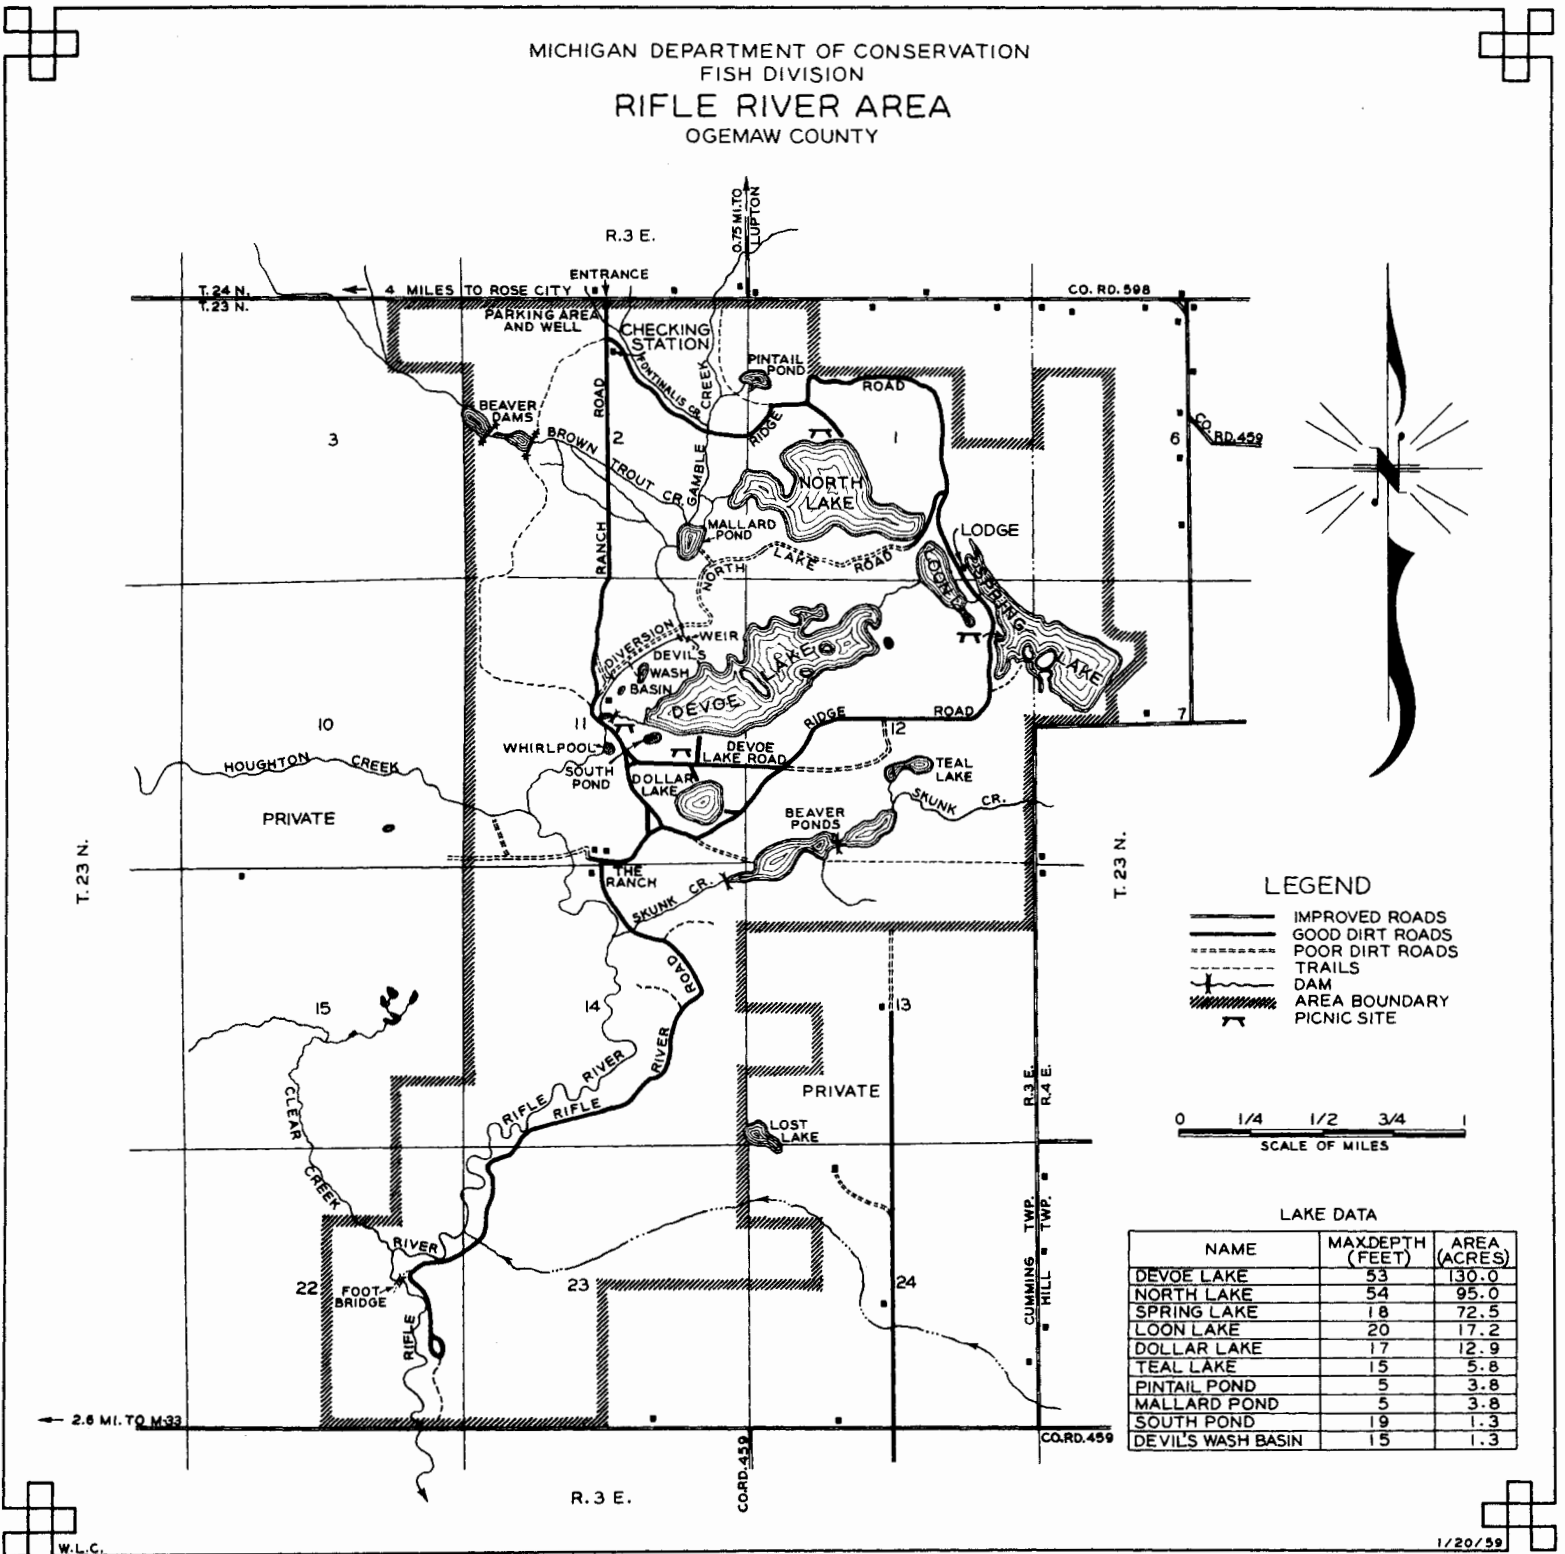 MICHIGAN DEPARTMENT OF CONSERVATION
FISH DIVISION
RIFLE RIVER AREA
OGEMAW COUNTY
0.75 MI. TO
LUPTON
R. 3 E.
ENTRANCE
T. 24 N.
T. 23 N.
4 MILES TO ROSE CITY
CO. RD. 598
PARKING AREA
AND WELL
CHECKING
STATION
PINTAIL
POND
FONTINALIS CR.
GAMBLE CREEK
RANCH ROAD
RIDGE ROAD
BEAVER
DAMS
BROWN TROUT CR.
3
2
1
6
CO. RD. 459
N
NORTH
LAKE
MALLARD
POND
LODGE
NORTH LAKE ROAD
LOON
SPRING LAKE
DIVERSION
WEIR
DEVILS
WASH
BASIN
DEVOE LAKE
10
11
12
7
RIDGE ROAD
HOUGHTON CREEK
WHIRLPOOL
SOUTH
POND
DEVOE
LAKE ROAD
DOLLAR
LAKE
TEAL
LAKE
SKUNK CR.
BEAVER
PONDS
PRIVATE
T. 23 N.
T. 23 N.
THE
RANCH
SKUNK CR.
LEGEND
IMPROVED ROADS
GOOD DIRT ROADS
POOR DIRT ROADS
TRAILS
DAM
AREA BOUNDARY
PICNIC SITE
15
14
13
RIFLE RIVER ROAD
RIFLE RIVER
PRIVATE
R. 3 E.
R. 4 E.
CLEAR CREEK
LOST
LAKE
0 1/4 1/2 3/4 1
SCALE OF MILES
CUMMING TWP.
HILL TWP.
RIFLE RIVER
22
FOOT
BRIDGE
23
24
LAKE DATA
NAME MAX.DEPTH (FEET) AREA (ACRES)
DEVOE LAKE 53 130.0
NORTH LAKE 54 95.0
SPRING LAKE 18 72.5
LOON LAKE 20 17.2
DOLLAR LAKE 17 12.9
TEAL LAKE 15 5.8
PINTAIL POND 5 3.8
MALLARD POND 5 3.8
SOUTH POND 19 1.3
DEVIL'S WASH BASIN 15 1.3
2.6 MI. TO M-33
CO. RD. 459
CO. RD. 459
R. 3 E.
W.L.C.
1/20/59